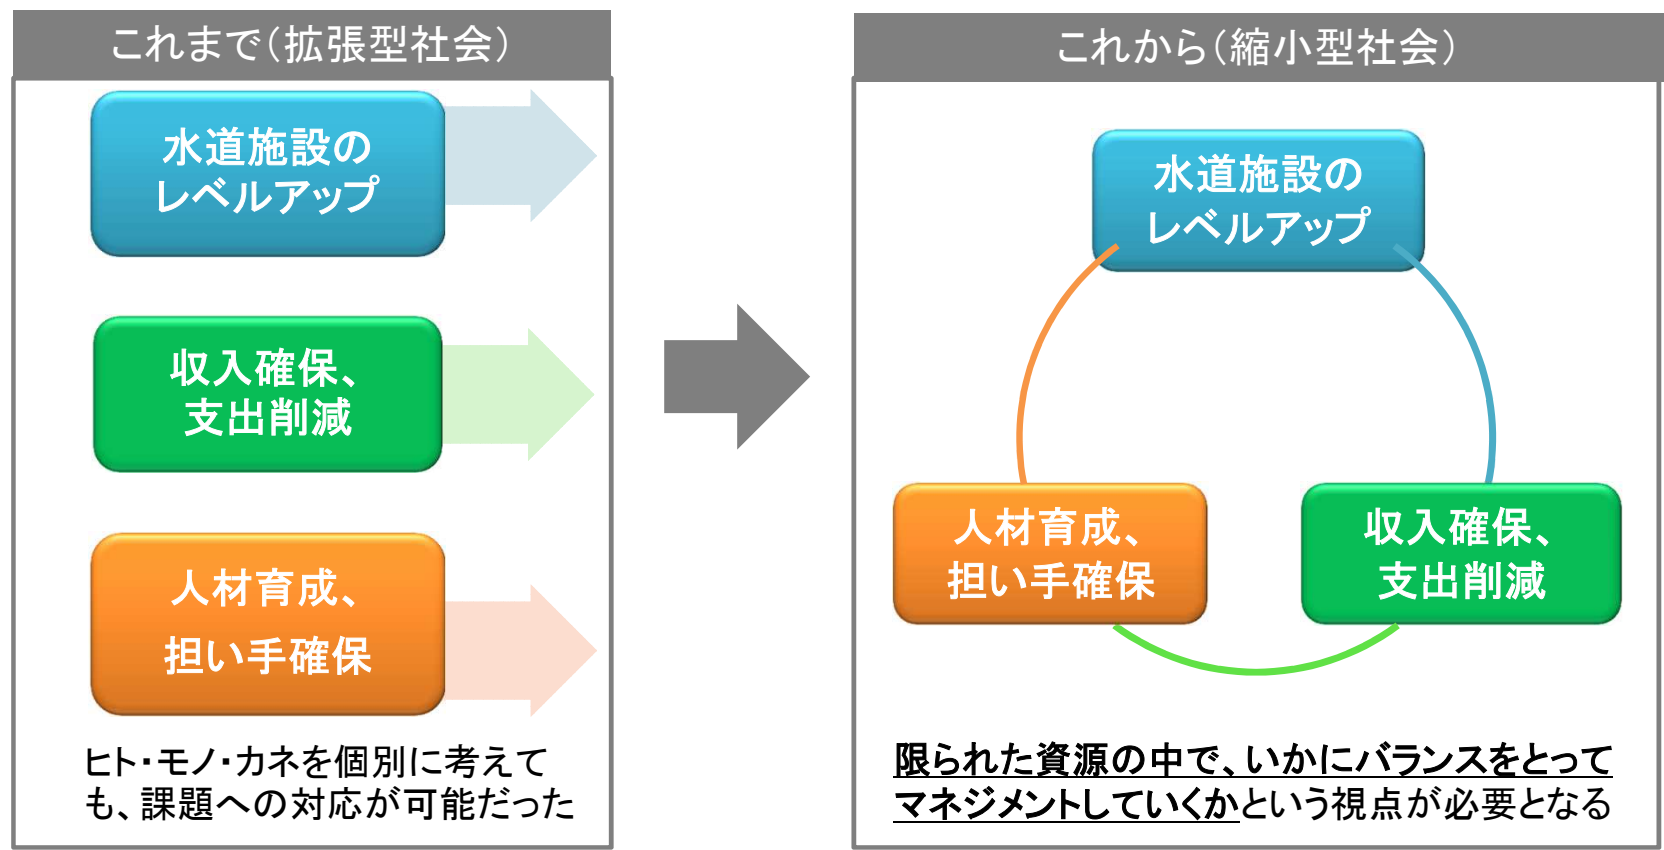 これまで（拡張型社会）
水道施設の
レベルアップ
収入確保、
支出削減
人材育成、
担い手確保
ヒト・モノ・カネを個別に考えて
も、課題への対応が可能だった
これから（縮小型社会）
水道施設の
レベルアップ
人材育成、
担い手確保
収入確保、
支出削減
限られた資源の中で、いかにバランスをとって
マネジメントしていくかという視点が必要となる